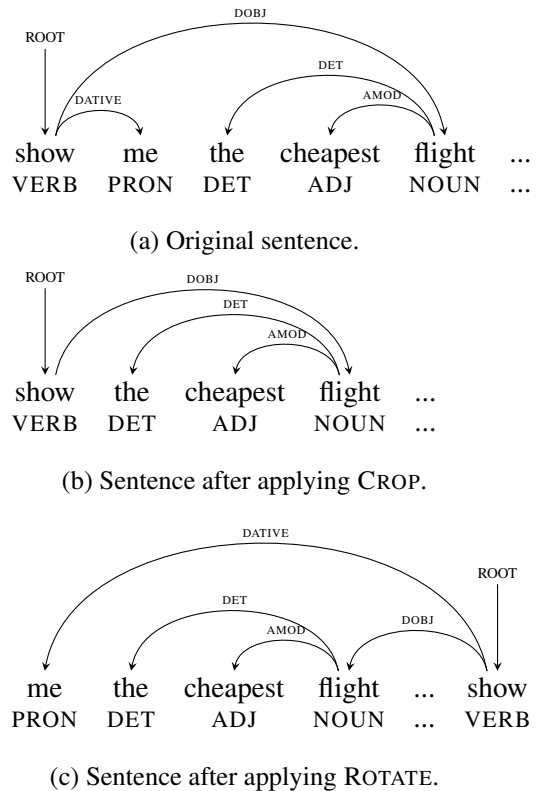 DOBJ
ROOT
DET
DATIVE
AMOD
show me the cheapest flight ...
VERB PRON DET ADJ NOUN ...
(a) Original sentence.
ROOT
DOBJ
DET
AMOD
show the cheapest flight ...
VERB DET ADJ NOUN ...
(b) Sentence after applying CROP.
DATIVE
ROOT
DET
DOBJ
AMOD
me the cheapest flight ... show
PRON DET ADJ NOUN ... VERB
(c) Sentence after applying ROTATE.